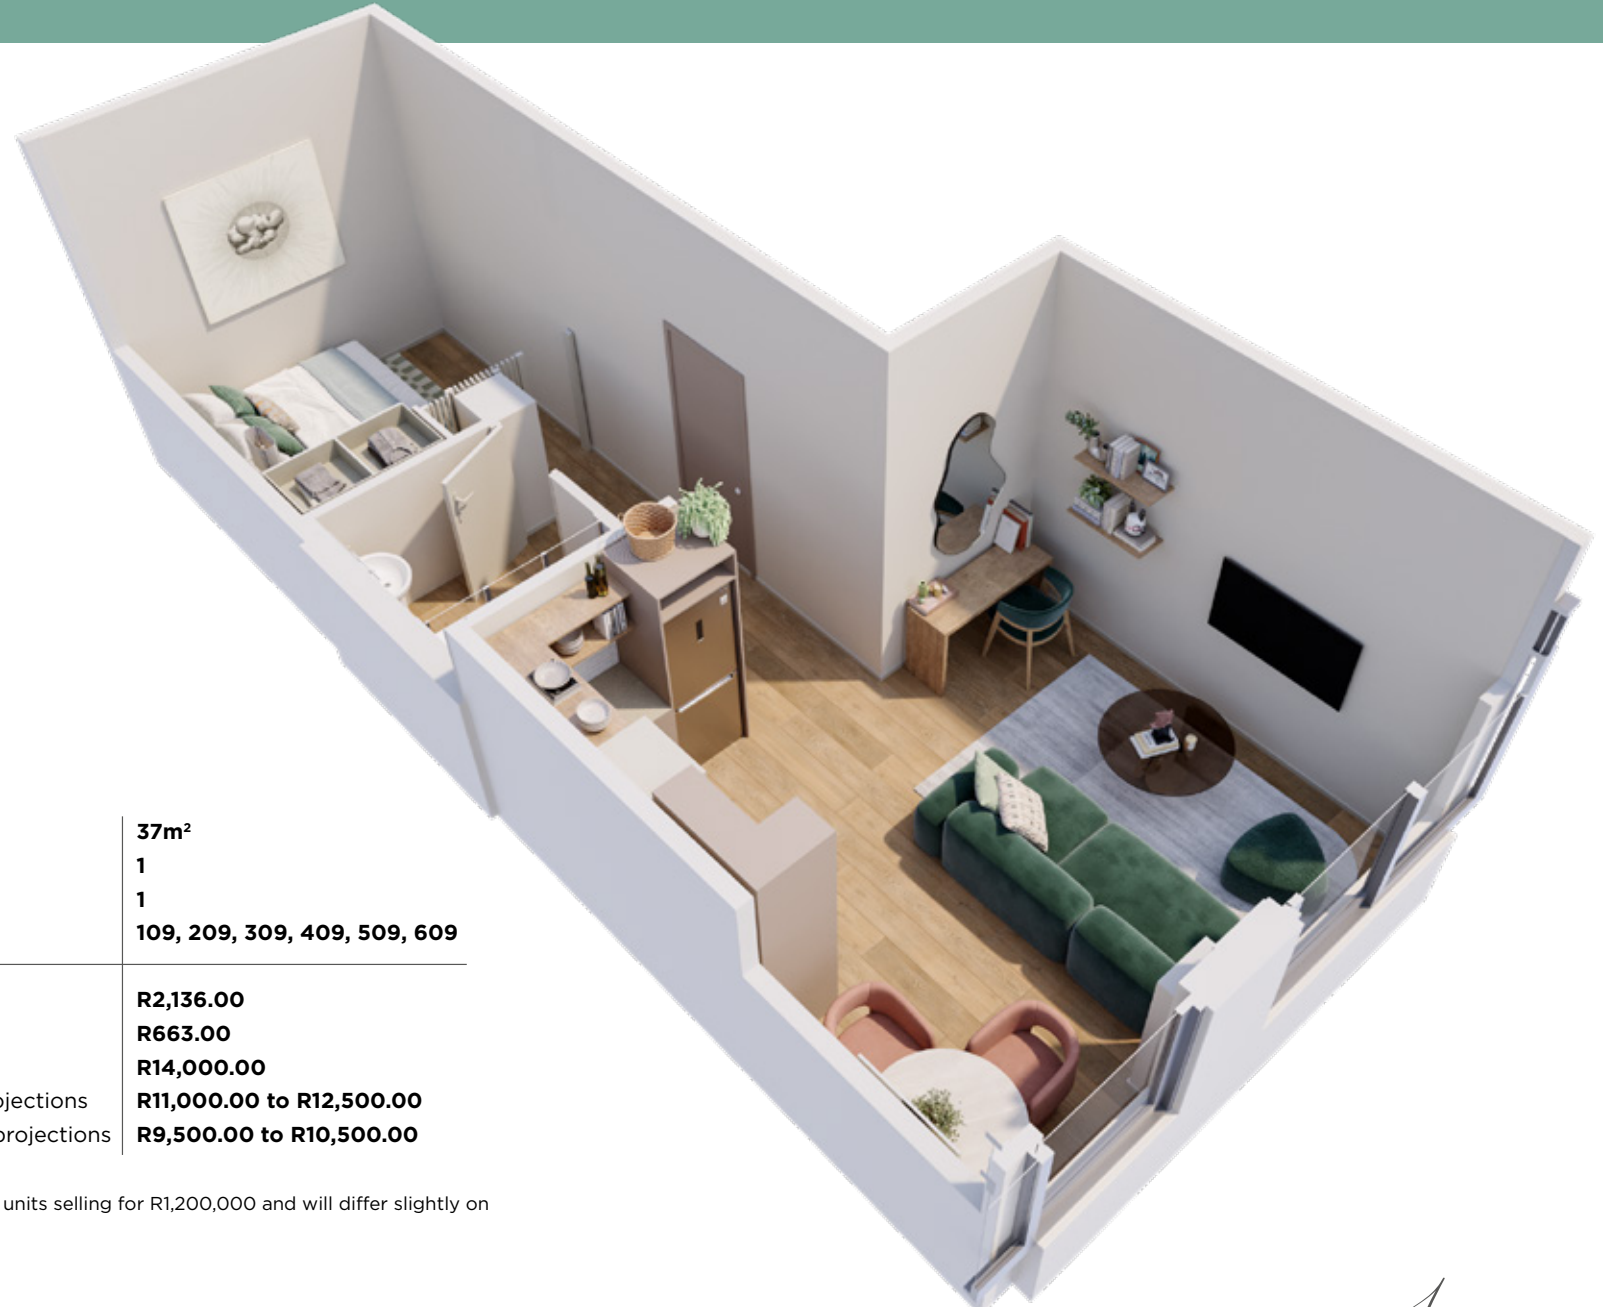 37m²
1
1
109, 209, 309, 409, 509, 609
R2,136.00
R663.00
R14,000.00
ojections R11,000.00 to R12,500.00
projections R9,500.00 to R10,500.00
units selling for R1,200,000 and will differ slightly on